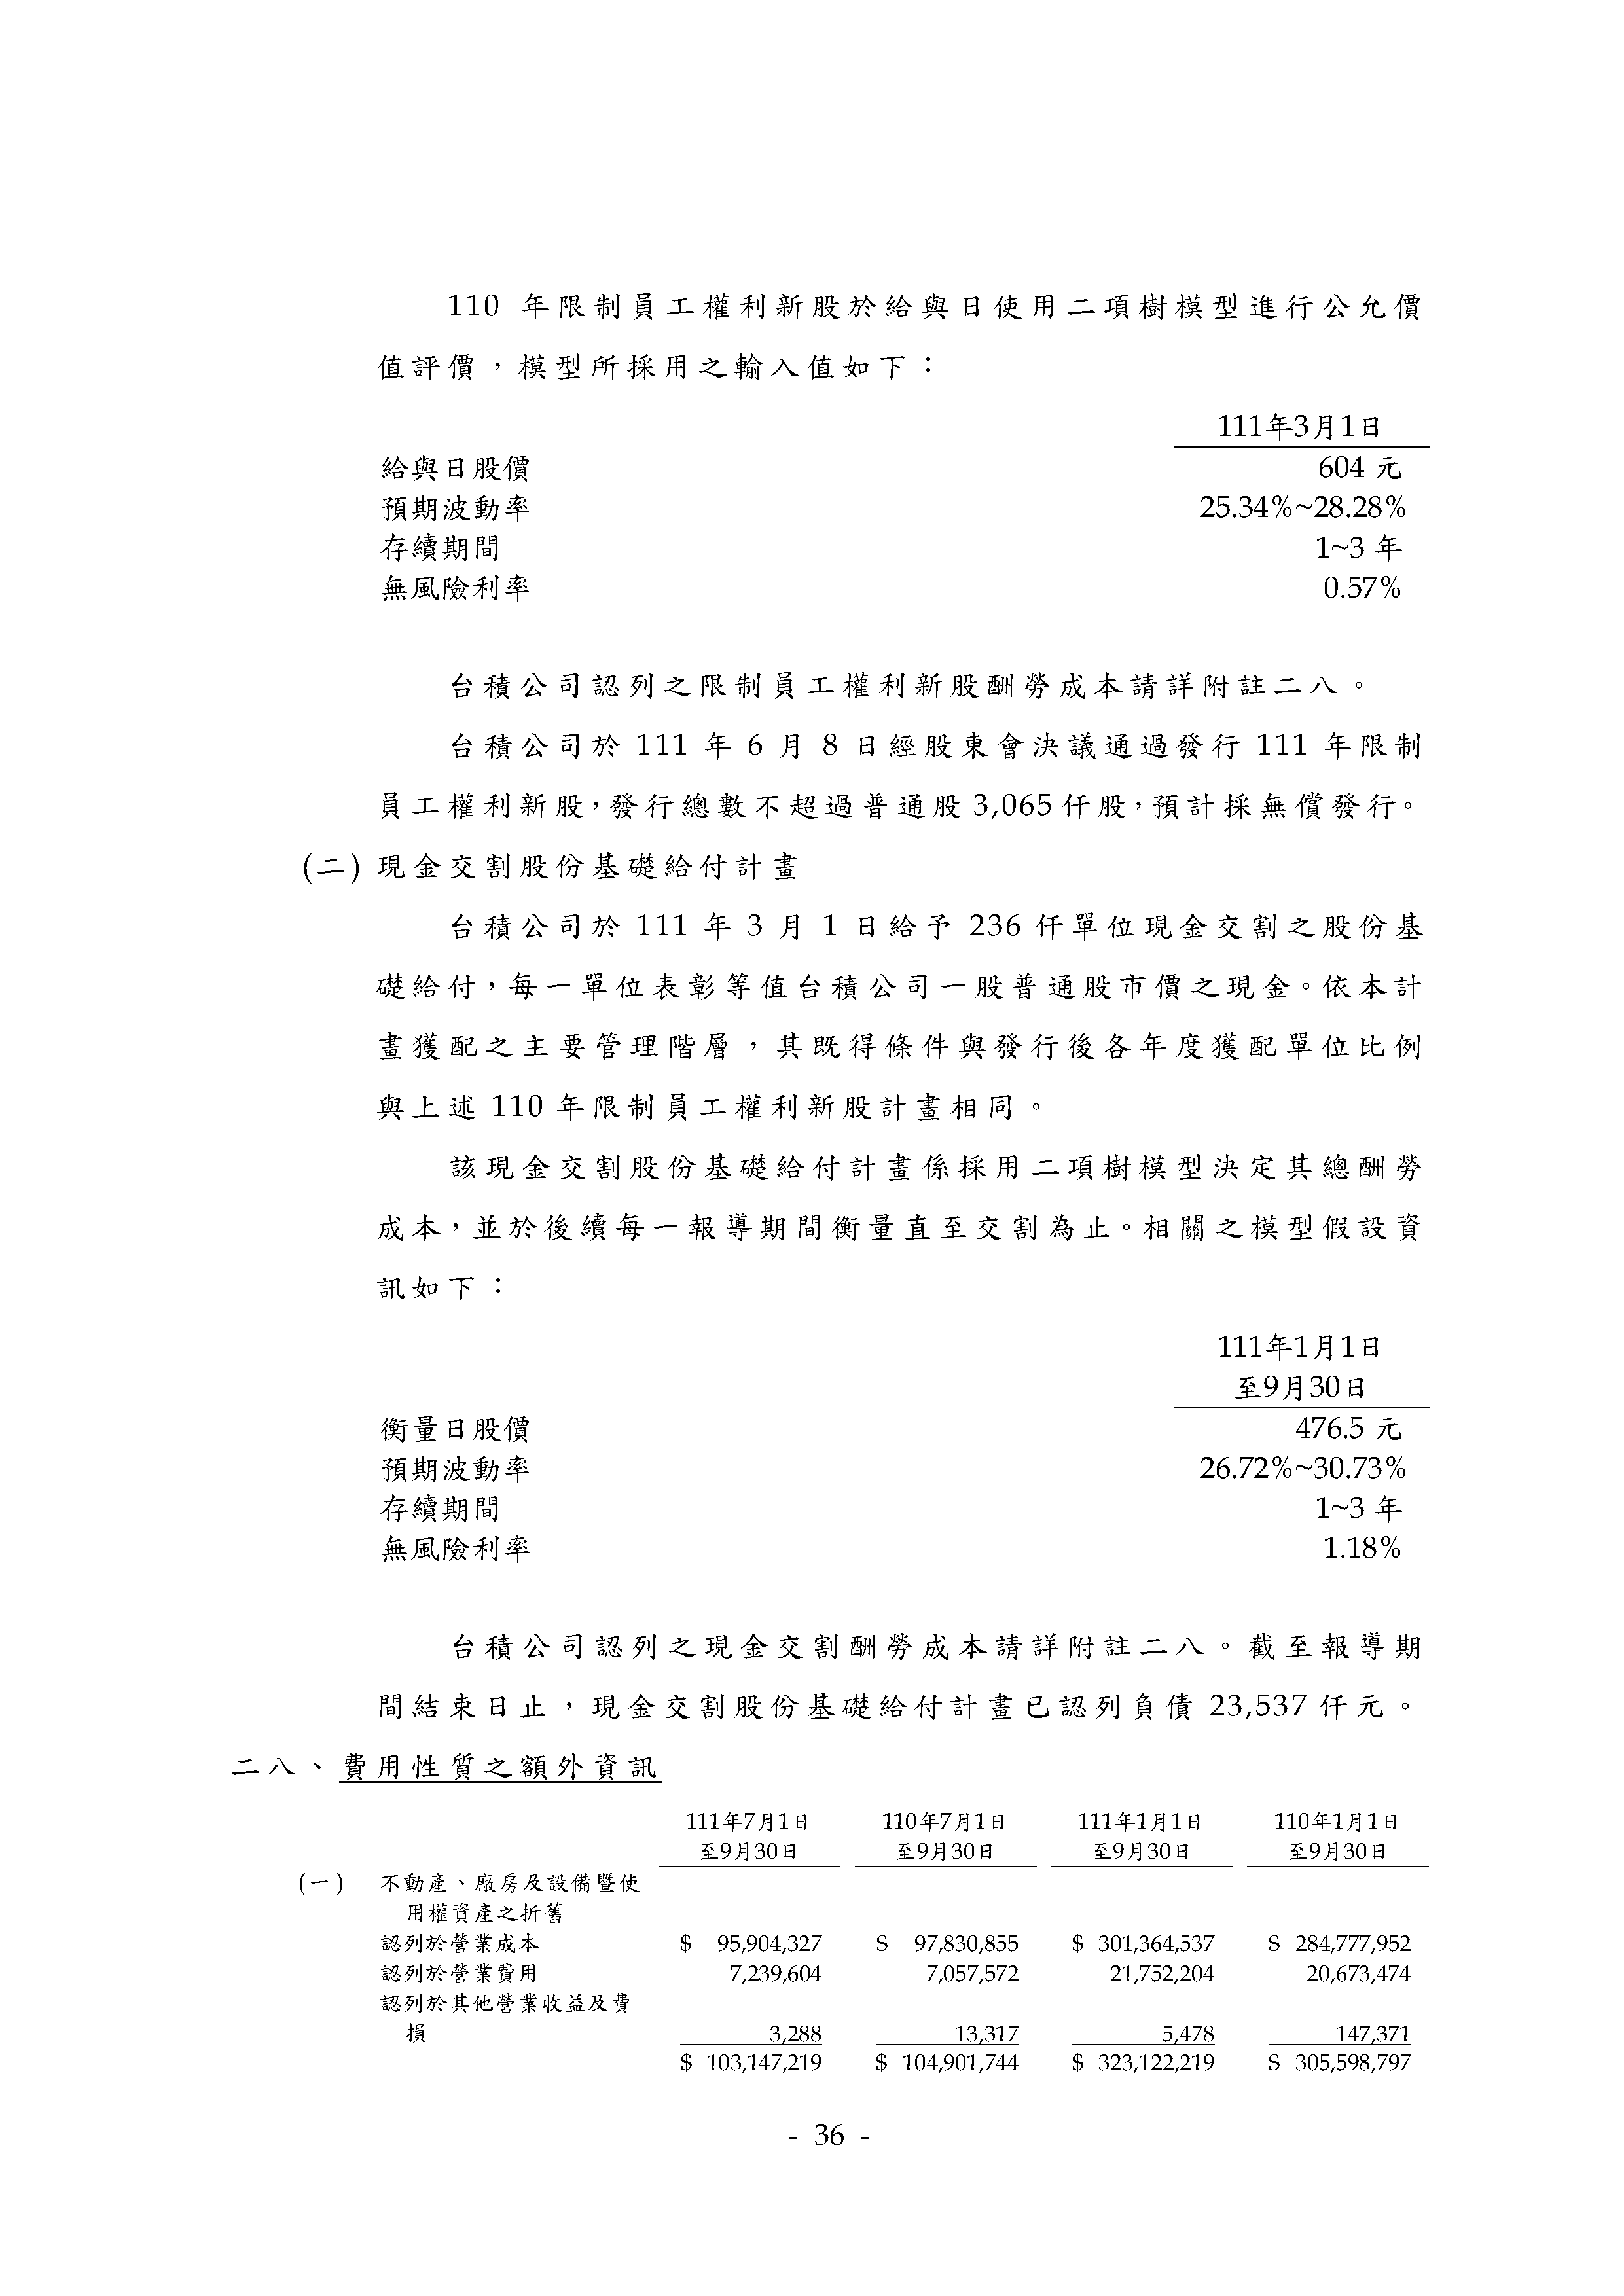 110 年限制員工權利新股於給與日使用二項樹模型進行公允價
值評價，模型所採用之輸入值如下：
111年3月1日
給與日股價 604 元
預期波動率 25.34%~28.28%
存續期間 1~3 年
無風險利率 0.57%
台積公司認列之限制員工權利新股酬勞成本請詳附註二八。
台積公司於 111 年 6 月 8 日經股東會決議通過發行 111 年限制
員工權利新股，發行總數不超過普通股 3,065 仟股，預計採無償發行。
(二) 現金交割股份基礎給付計畫
台積公司於 111 年 3 月 1 日給予 236 仟單位現金交割之股份基
礎給付，每一單位表彰等值台積公司一股普通股市價之現金。依本計
畫獲配之主要管理階層，其既得條件與發行後各年度獲配單位比例
與上述 110 年限制員工權利新股計畫相同。
該現金交割股份基礎給付計畫係採用二項樹模型決定其總酬勞
成本，並於後續每一報導期間衡量直至交割為止。相關之模型假設資
訊如下：
111年1月1日
至9月30日
衡量日股價 476.5 元
預期波動率 26.72%~30.73%
存續期間 1~3 年
無風險利率 1.18%
台積公司認列之現金交割酬勞成本請詳附註二八。截至報導期
間結束日止，現金交割股份基礎給付計畫已認列負債 23,537 仟元。
二八、費用性質之額外資訊
111年7月1日 110年7月1日 111年1月1日 110年1月1日
至9月30日 至9月30日 至9月30日 至9月30日
(一) 不動產、廠房及設備暨使
用權資產之折舊
認列於營業成本 $ 95,904,327 $ 97,830,855 $ 301,364,537 $ 284,777,952
認列於營業費用 7,239,604 7,057,572 21,752,204 20,673,474
認列於其他營業收益及費
損 3,288 13,317 5,478 147,371
$ 103,147,219 $ 104,901,744 $ 323,122,219 $ 305,598,797
- 36 -